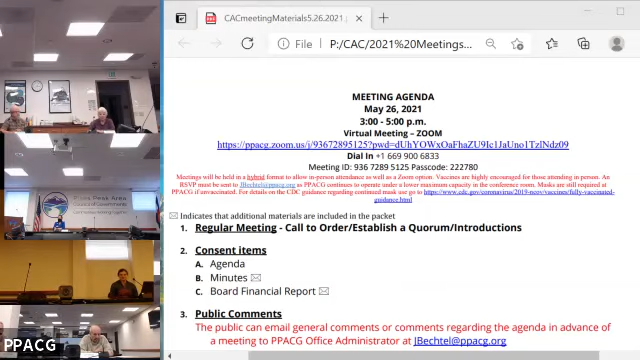 CACmeetingMaterials5.26.2021.p
File
P:/CAC/2021%20Meetings...
MEETING AGENDA
May 26, 2021
3:00 - 5:00 p.m.
Virtual Meeting – ZOOM
https://ppacg.zoom.us/j/93672895125?pwd=dUhYOWxOaFhaZU9Ic1JaUno1TzlNdz09
Dial In +1 669 900 6833
Meeting ID: 936 7289 5125 Passcode: 222780
Meetings will be held in a hybrid format to allow in-person attendance as well as a Zoom option. Vaccines are highly encouraged for those attending in person. An
RSVP must be sent to JBechtel@ppacg.org as PPACG continues to operate under a lower maximum capacity in the conference room. Masks are still required at
PPACG if unvaccinated. For details on the CDC guidance regarding continued mask use go to https://www.cdc.gov/coronavirus/2019-ncov/vaccines/fully-vaccinated-
guidance.html
Indicates that additional materials are included in the packet
1. Regular Meeting - Call to Order/Establish a Quorum/Introductions
2. Consent items
A. Agenda
B. Minutes
C. Board Financial Report
3. Public Comments
The public can email general comments or comments regarding the agenda in advance of
a meeting to PPACG Office Administrator at JBechtel@ppacg.org
Pikes Peak Area
Council of Governments
PPACG